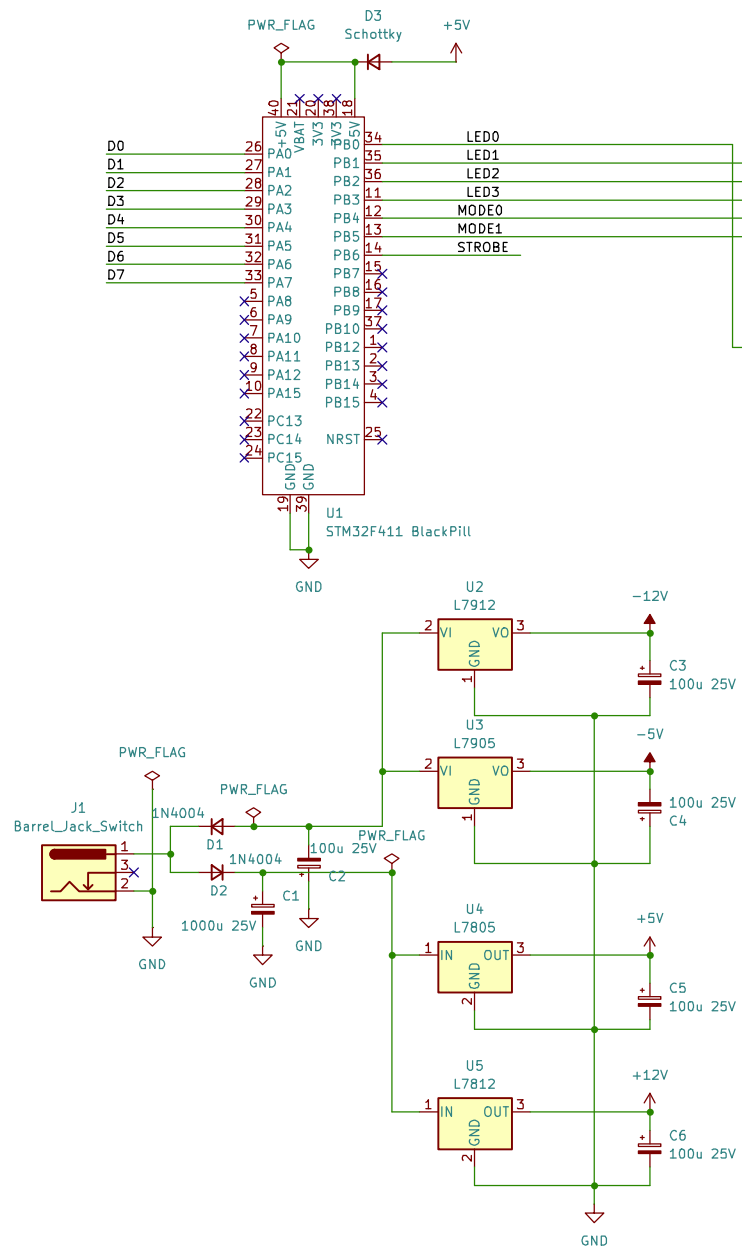 D3
PWR_FLAG
Schottky
+5V
40
21
20
38
18
+5V
VBAT
3V3
3V3
5V
D0
26
PA0
PB0
34
LED0
D1
27
PA1
PB1
35
LED1
D2
28
PA2
PB2
36
LED2
D3
29
PA3
PB3
11
LED3
D4
30
PA4
PB4
12
MODE0
D5
31
PA5
PB5
13
MODE1
D6
32
PA6
PB6
14
STROBE
D7
33
PA7
PB7
15
5
PA8
PB8
16
6
PA9
PB9
17
7
PA10
PB10
37
8
PA11
PB12
1
9
PA12
PB13
2
10
PA15
PB14
3
PB15
4
22
PC13
23
PC14
NRST
25
24
PC15
GND
GND
19
39
U1
STM32F411 BlackPill
GND
U2
L7912
-12V
2
VI
VO
3
GND
1
C3
100u 25V
U3
L7905
-5V
2
VI
VO
3
GND
1
100u 25V
C4
PWR_FLAG
PWR_FLAG
J1
Barrel_Jack_Switch
1N4004
D1
PWR_FLAG
100u 25V
1
3
2
1N4004
D2
C1
C2
1000u 25V
GND
GND
GND
U4
L7805
+5V
1
IN
OUT
3
GND
2
C5
100u 25V
U5
L7812
+12V
1
IN
OUT
3
GND
2
C6
100u 25V
GND